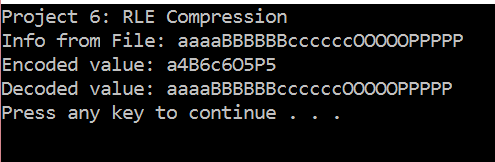 Project 6: RLE Compression
Info from File: aaaaBBBBBBccccccOOOOOPPPPP
Encoded value: a4B6c6O5P5
Decoded value: aaaaBBBBBBccccccOOOOOPPPPP
Press any key to continue . . .